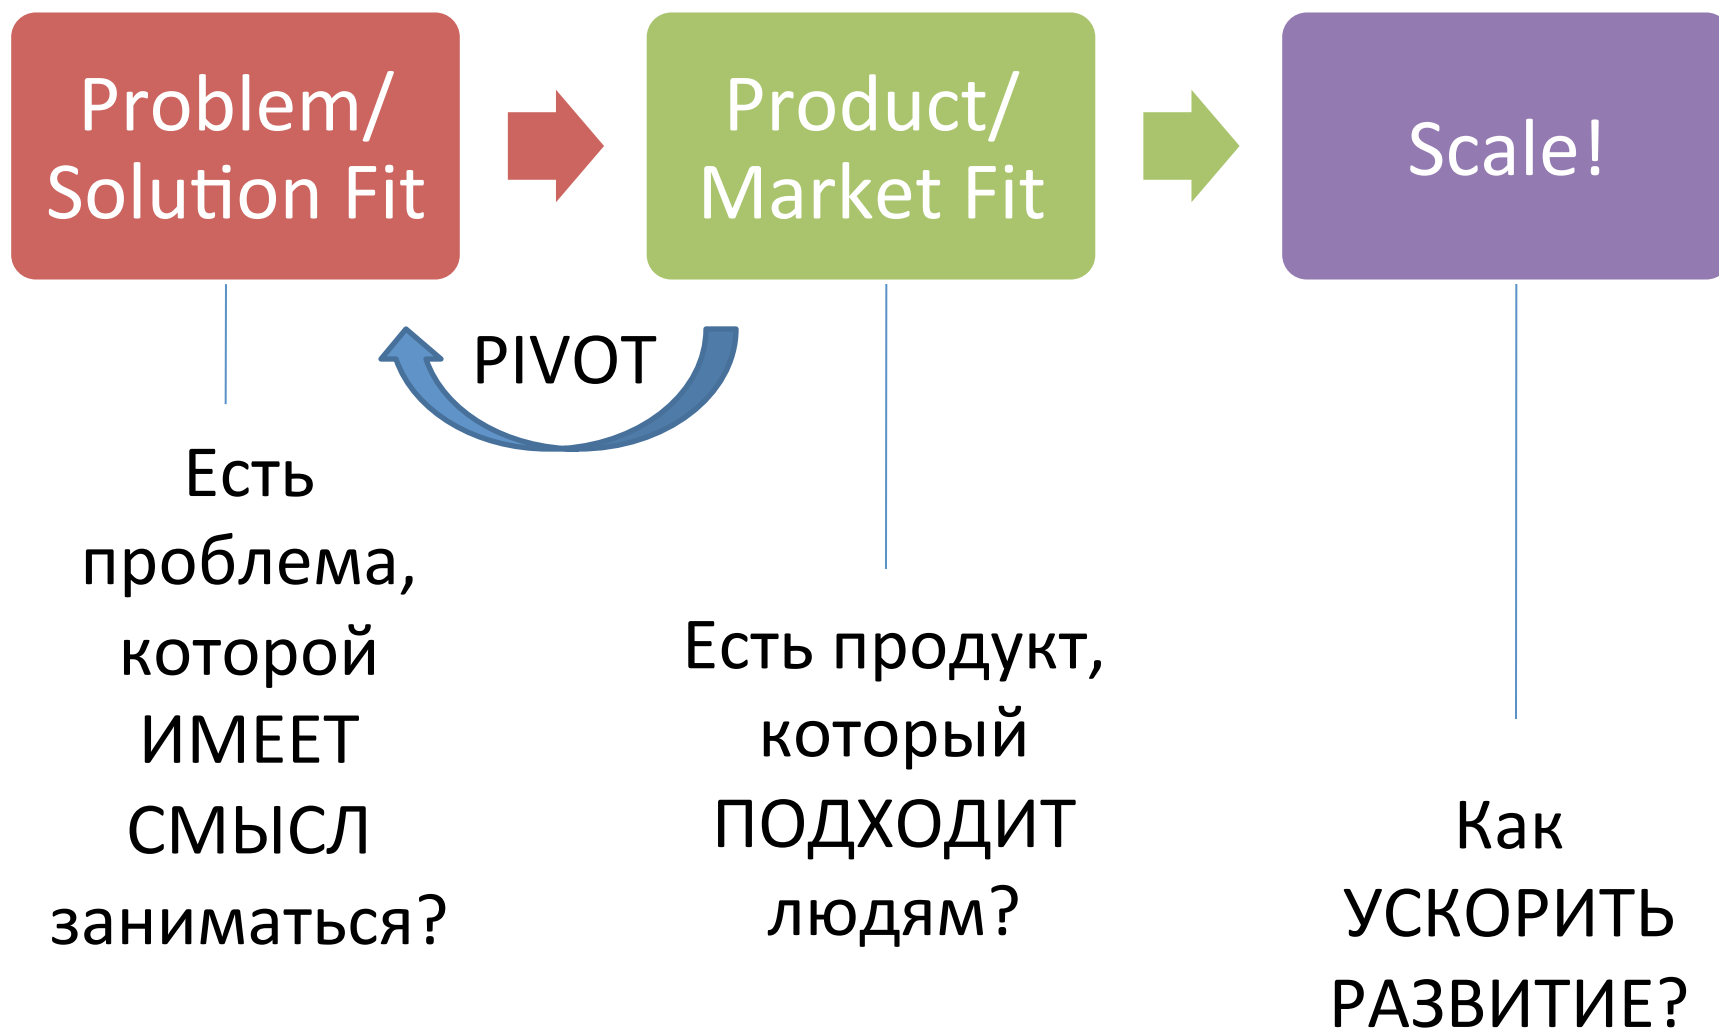 Problem/
Solution Fit
Product/
Market Fit
Scale!
PIVOT
Есть
проблема,
которой
ИМЕЕТ
СМЫСЛ
заниматься?
Есть продукт,
который
ПОДХОДИТ
людям?
Как
УСКОРИТЬ
РАЗВИТИЕ?